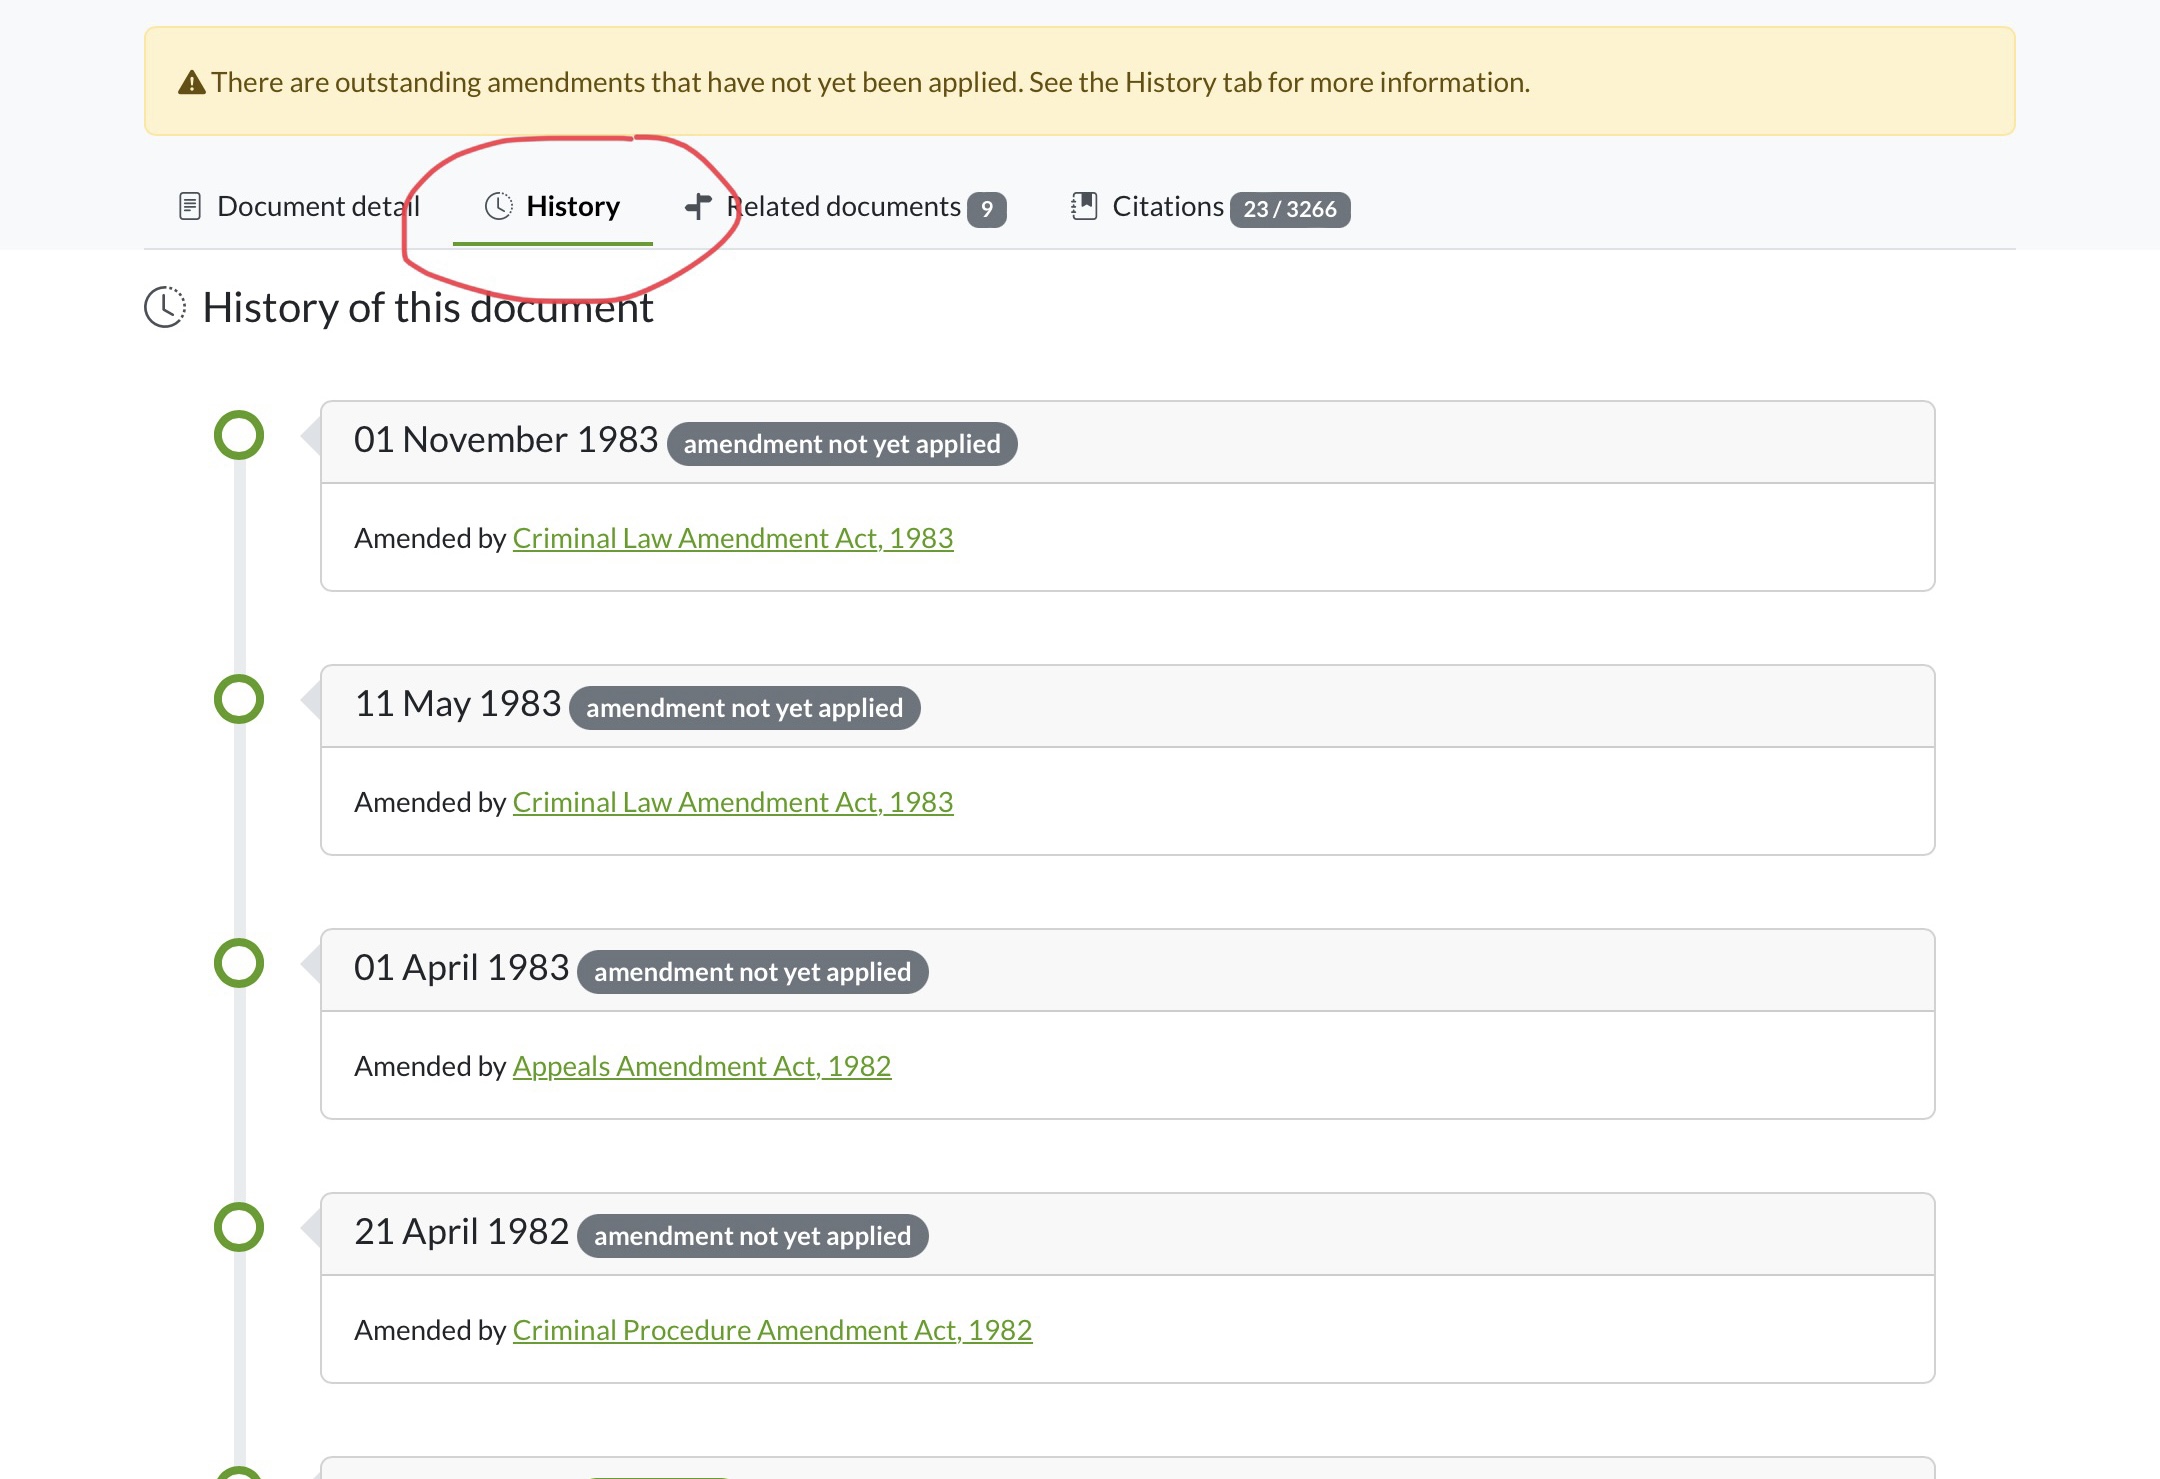 There are outstanding amendments that have not yet been applied. See the History tab for more information.
Document detail History Related documents 9 Citations 23 / 3266
History of this document
01 November 1983 amendment not yet applied
Amended by Criminal Law Amendment Act, 1983
11 May 1983 amendment not yet applied
Amended by Criminal Law Amendment Act, 1983
01 April 1983 amendment not yet applied
Amended by Appeals Amendment Act, 1982
21 April 1982 amendment not yet applied
Amended by Criminal Procedure Amendment Act, 1982